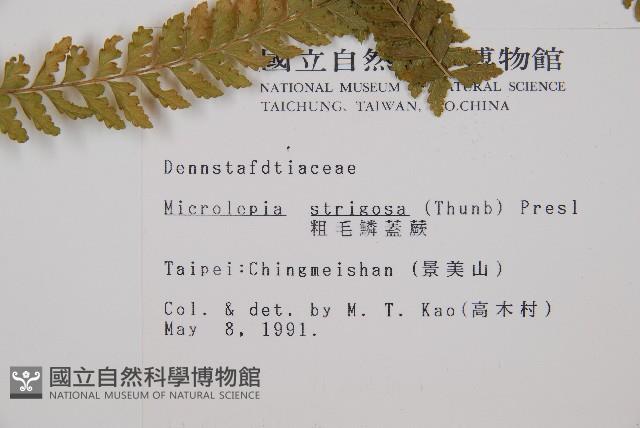 國立自然 博物館
NATIONAL MUSEUM OF NATURAL SCIENCE
TAICHUNG, TAIWAN, O.CHINA
Dennstafdtiaceae
Microlepia strigosa (Thunb) Presl
粗毛鱗蓋蕨
Taipei:Chingmeishan (景美山)
Col. & det. by M. T. Kao(高木村)
May 8, 1991.
國立自然科學博物館
NATIONAL MUSEUM OF NATURAL SCIENCE